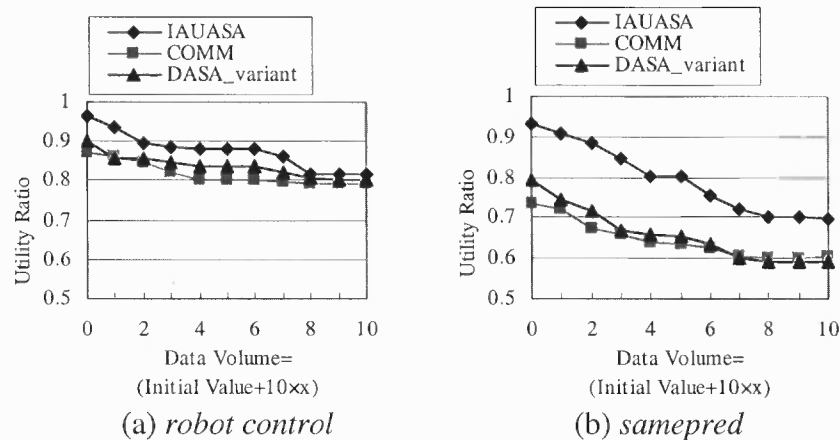 IAUASA
COMM
DASA_variant
1
0.9
0.8
0.7
0.6
0.5
Utility Ratio
0 2 4 6 8 10
Data Volume=
(Initial Value+10×x)
(a) robot control
IAUASA
COMM
DASA_variant
1
0.9
0.8
0.7
0.6
0.5
Utility Ratio
0 2 4 6 8 10
Data Volume=
(Initial Value+10×x)
(b) samepred